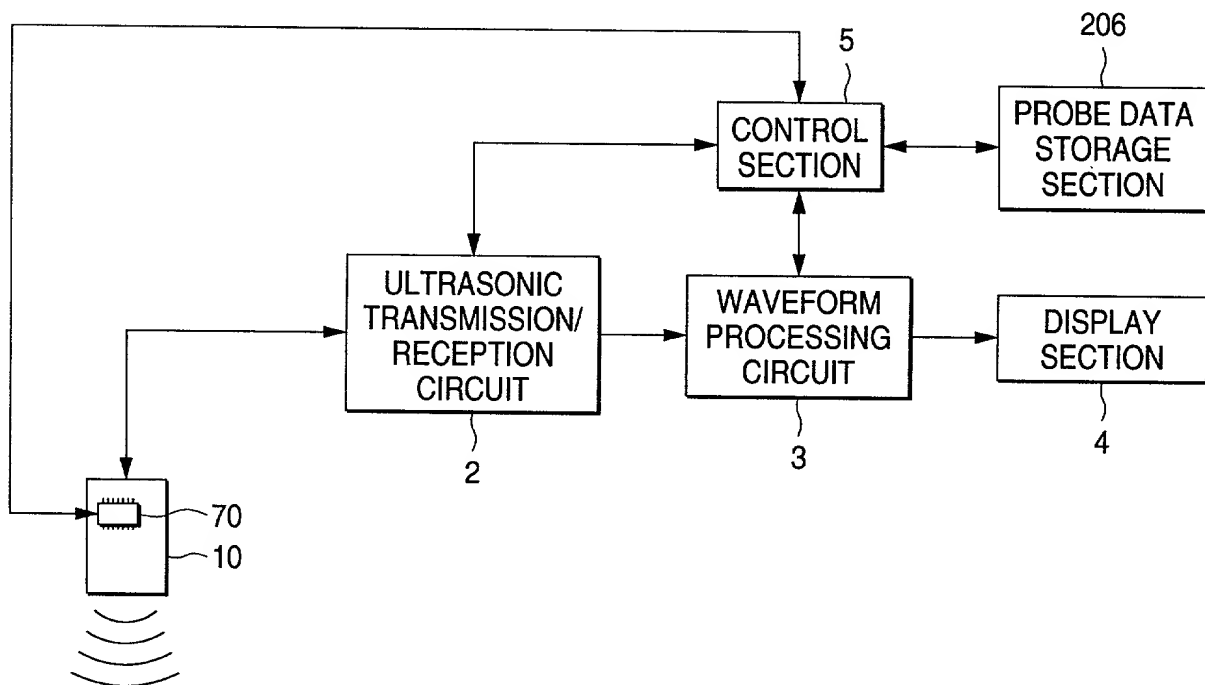 5
206
CONTROL
SECTION
PROBE DATA
STORAGE
SECTION
ULTRASONIC
TRANSMISSION/
RECEPTION
CIRCUIT
WAVEFORM
PROCESSING
CIRCUIT
DISPLAY
SECTION
2
3
4
70
10